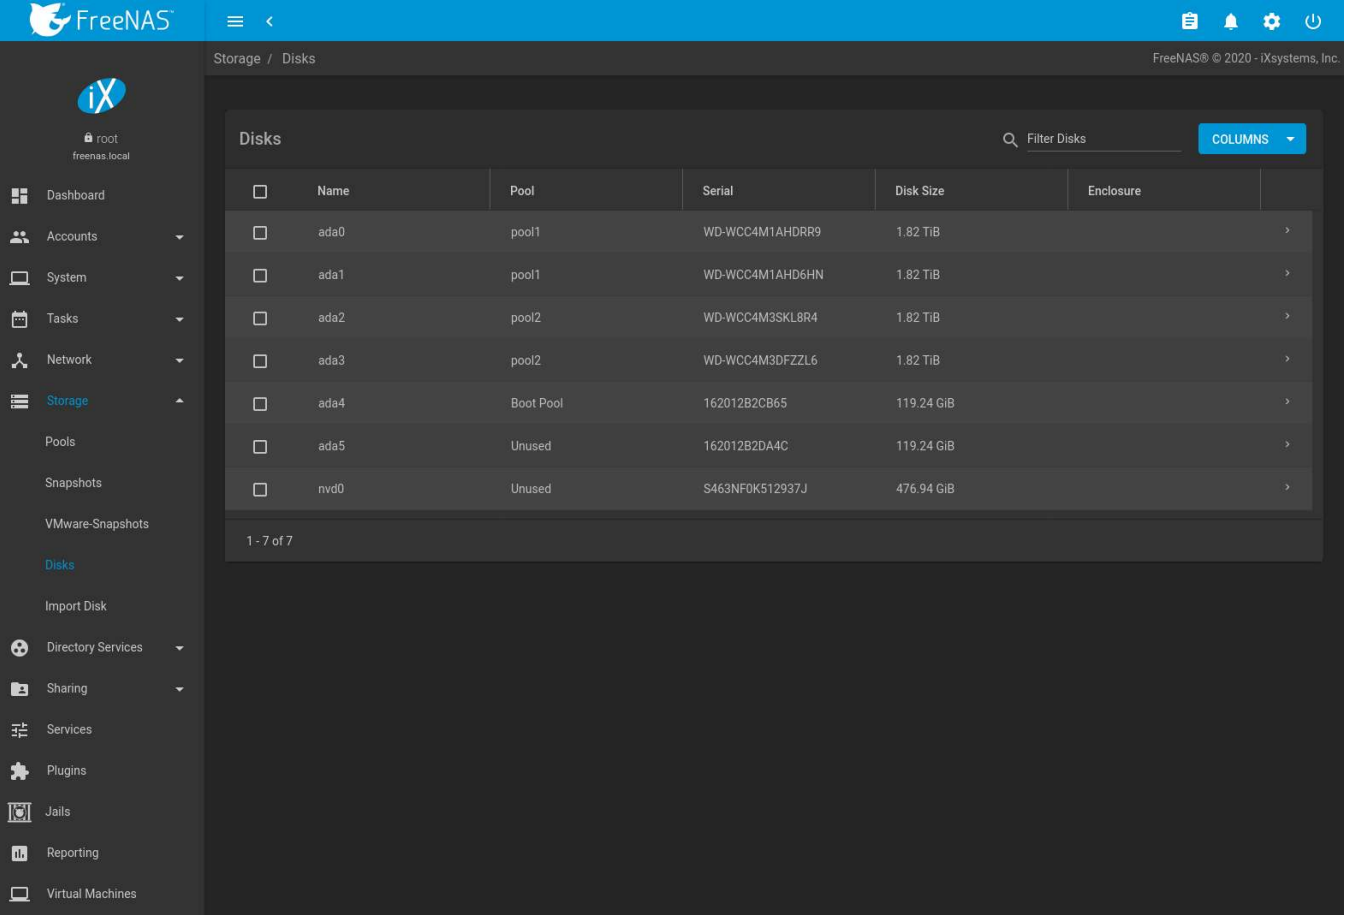 FreeNAS™
Storage / Disks
FreeNAS® © 2020 - iXsystems, Inc.
iX
root
freenas.local
Dashboard
Accounts
System
Tasks
Network
Storage
Pools
Snapshots
VMware-Snapshots
Disks
Import Disk
Directory Services
Sharing
Services
Plugins
Jails
Reporting
Virtual Machines
Disks
Filter Disks
COLUMNS
Name Pool Serial Disk Size Enclosure
ada0 pool1 WD-WCC4M1AHDRR9 1.82 TiB
ada1 pool1 WD-WCC4M1AHD6HN 1.82 TiB
ada2 pool2 WD-WCC4M3SKL8R4 1.82 TiB
ada3 pool2 WD-WCC4M3DFZZL6 1.82 TiB
ada4 Boot Pool 162012B2CB65 119.24 GiB
ada5 Unused 162012B2DA4C 119.24 GiB
nvd0 Unused S463NF0K512937J 476.94 GiB
1 - 7 of 7